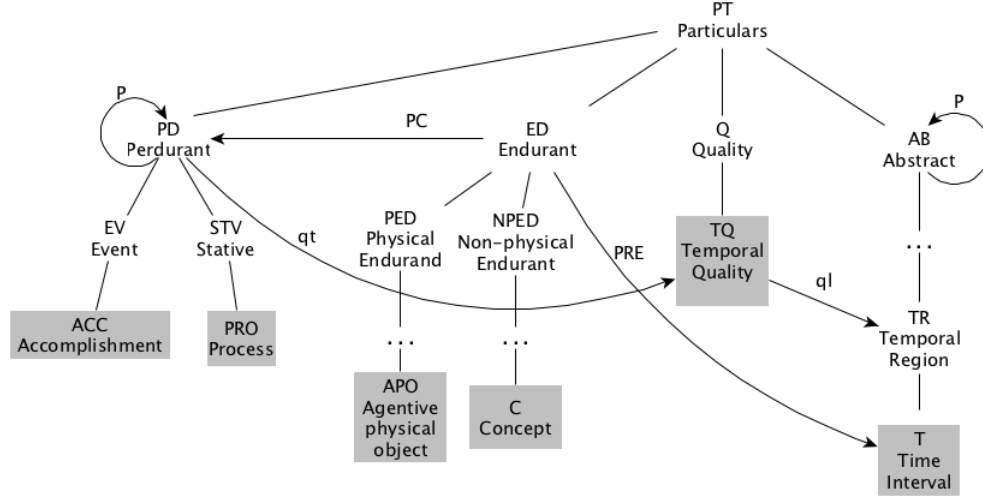 PT
Particulars
P
PD
Perdurant
PC
ED
Endurant
Q
Quality
P
AB
Abstract
EV
Event
STV
Stative
qt
PED
Physical
Endurand
NPED
Non-physical
Endurant
PRE
TQ
Temporal
Quality
ql
...
ACC
Accomplishment
PRO
Process
...
...
TR
Temporal
Region
APO
Agentive
physical
object
C
Concept
T
Time
Interval